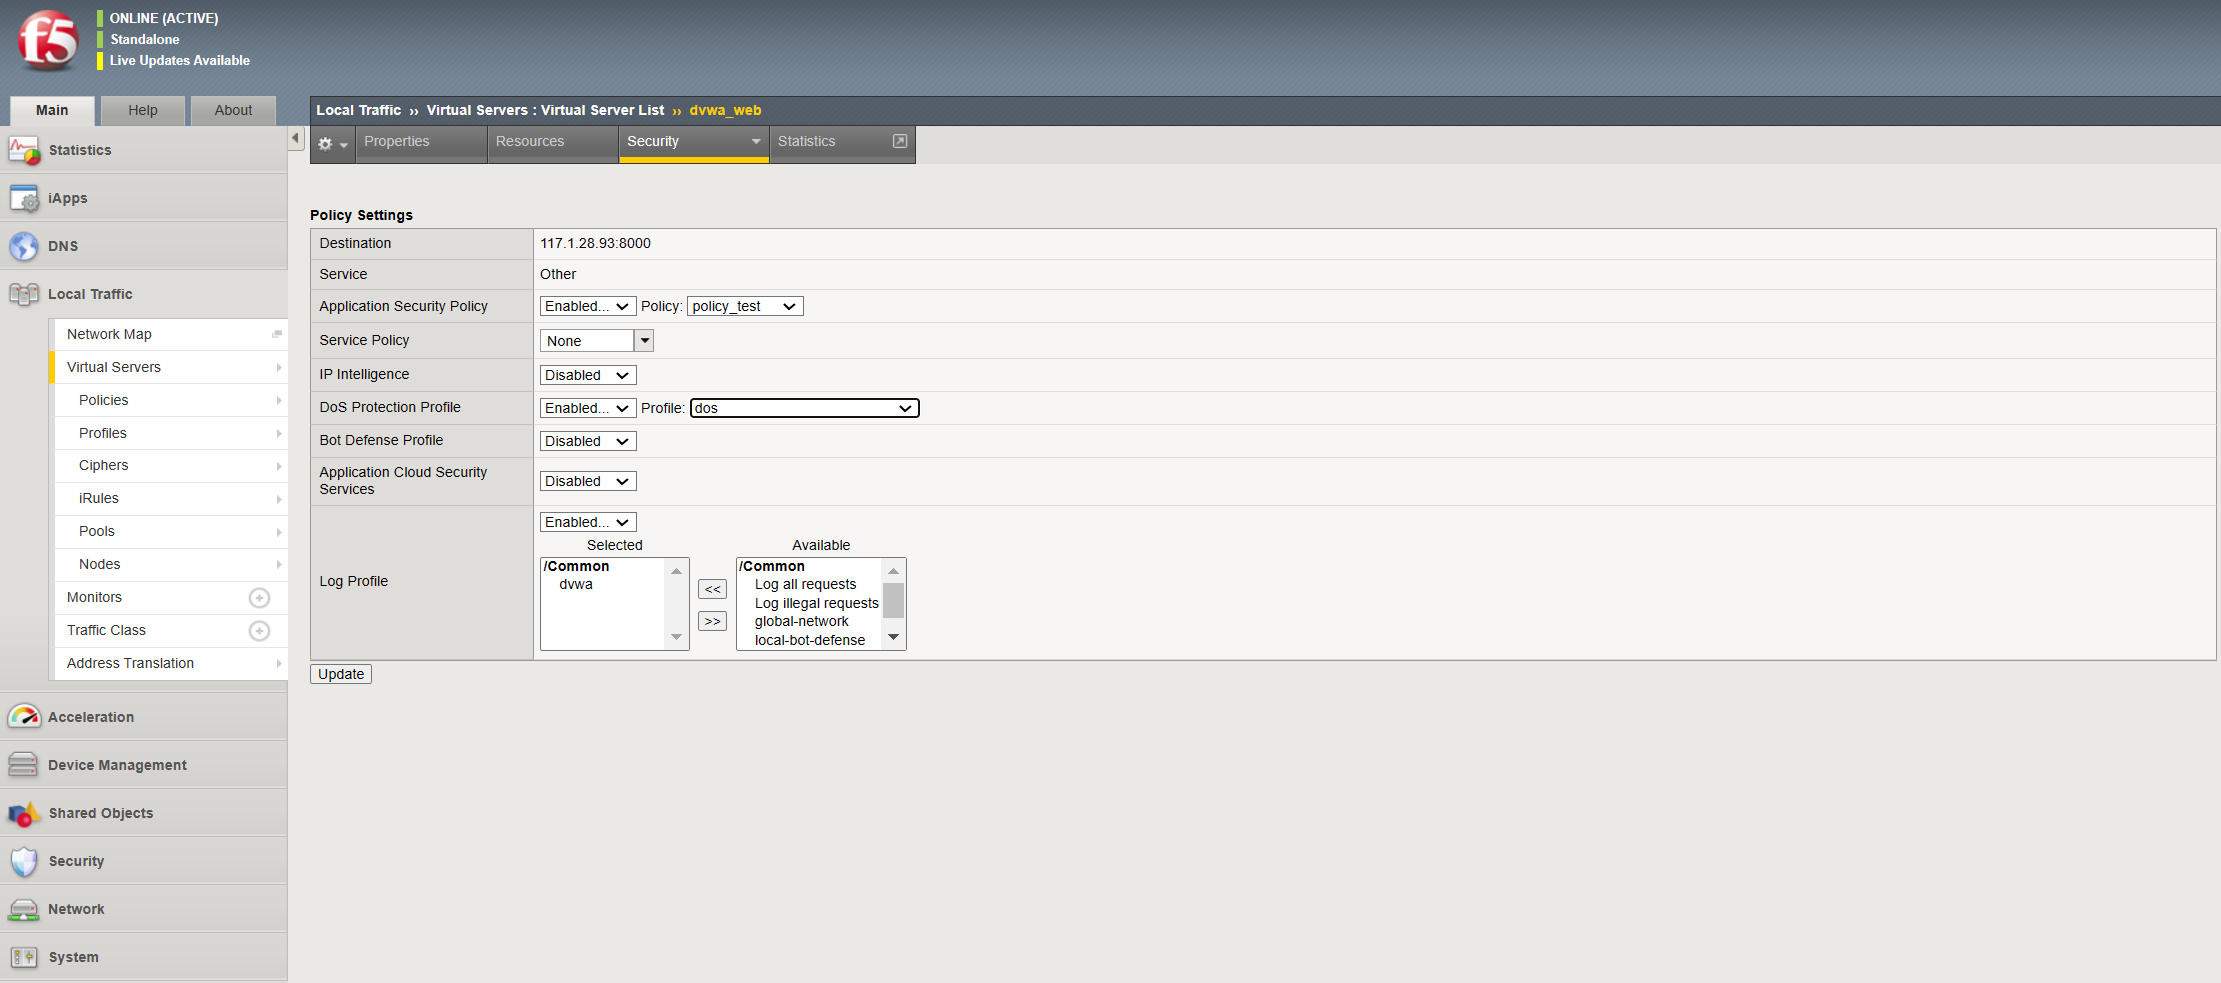 f5
ONLINE (ACTIVE)
Standalone
Live Updates Available
Main
Help
About
Local Traffic ›› Virtual Servers : Virtual Server List ›› dvwa_web
Properties
Resources
Security
Statistics
Statistics
iApps
DNS
Local Traffic
Network Map
Virtual Servers
Policies
Profiles
Ciphers
iRules
Pools
Nodes
Monitors
Traffic Class
Address Translation
Acceleration
Device Management
Shared Objects
Security
Network
System
Policy Settings
Destination
117.1.28.93:8000
Service
Other
Application Security Policy
Enabled... Policy: policy_test
Service Policy
None
IP Intelligence
Disabled
DoS Protection Profile
Enabled... Profile: dos
Bot Defense Profile
Disabled
Application Cloud Security
Services
Disabled
Log Profile
Enabled...
Selected
/Common
dvwa
<<
>>
Available
/Common
Log all requests
Log illegal requests
global-network
local-bot-defense
Update